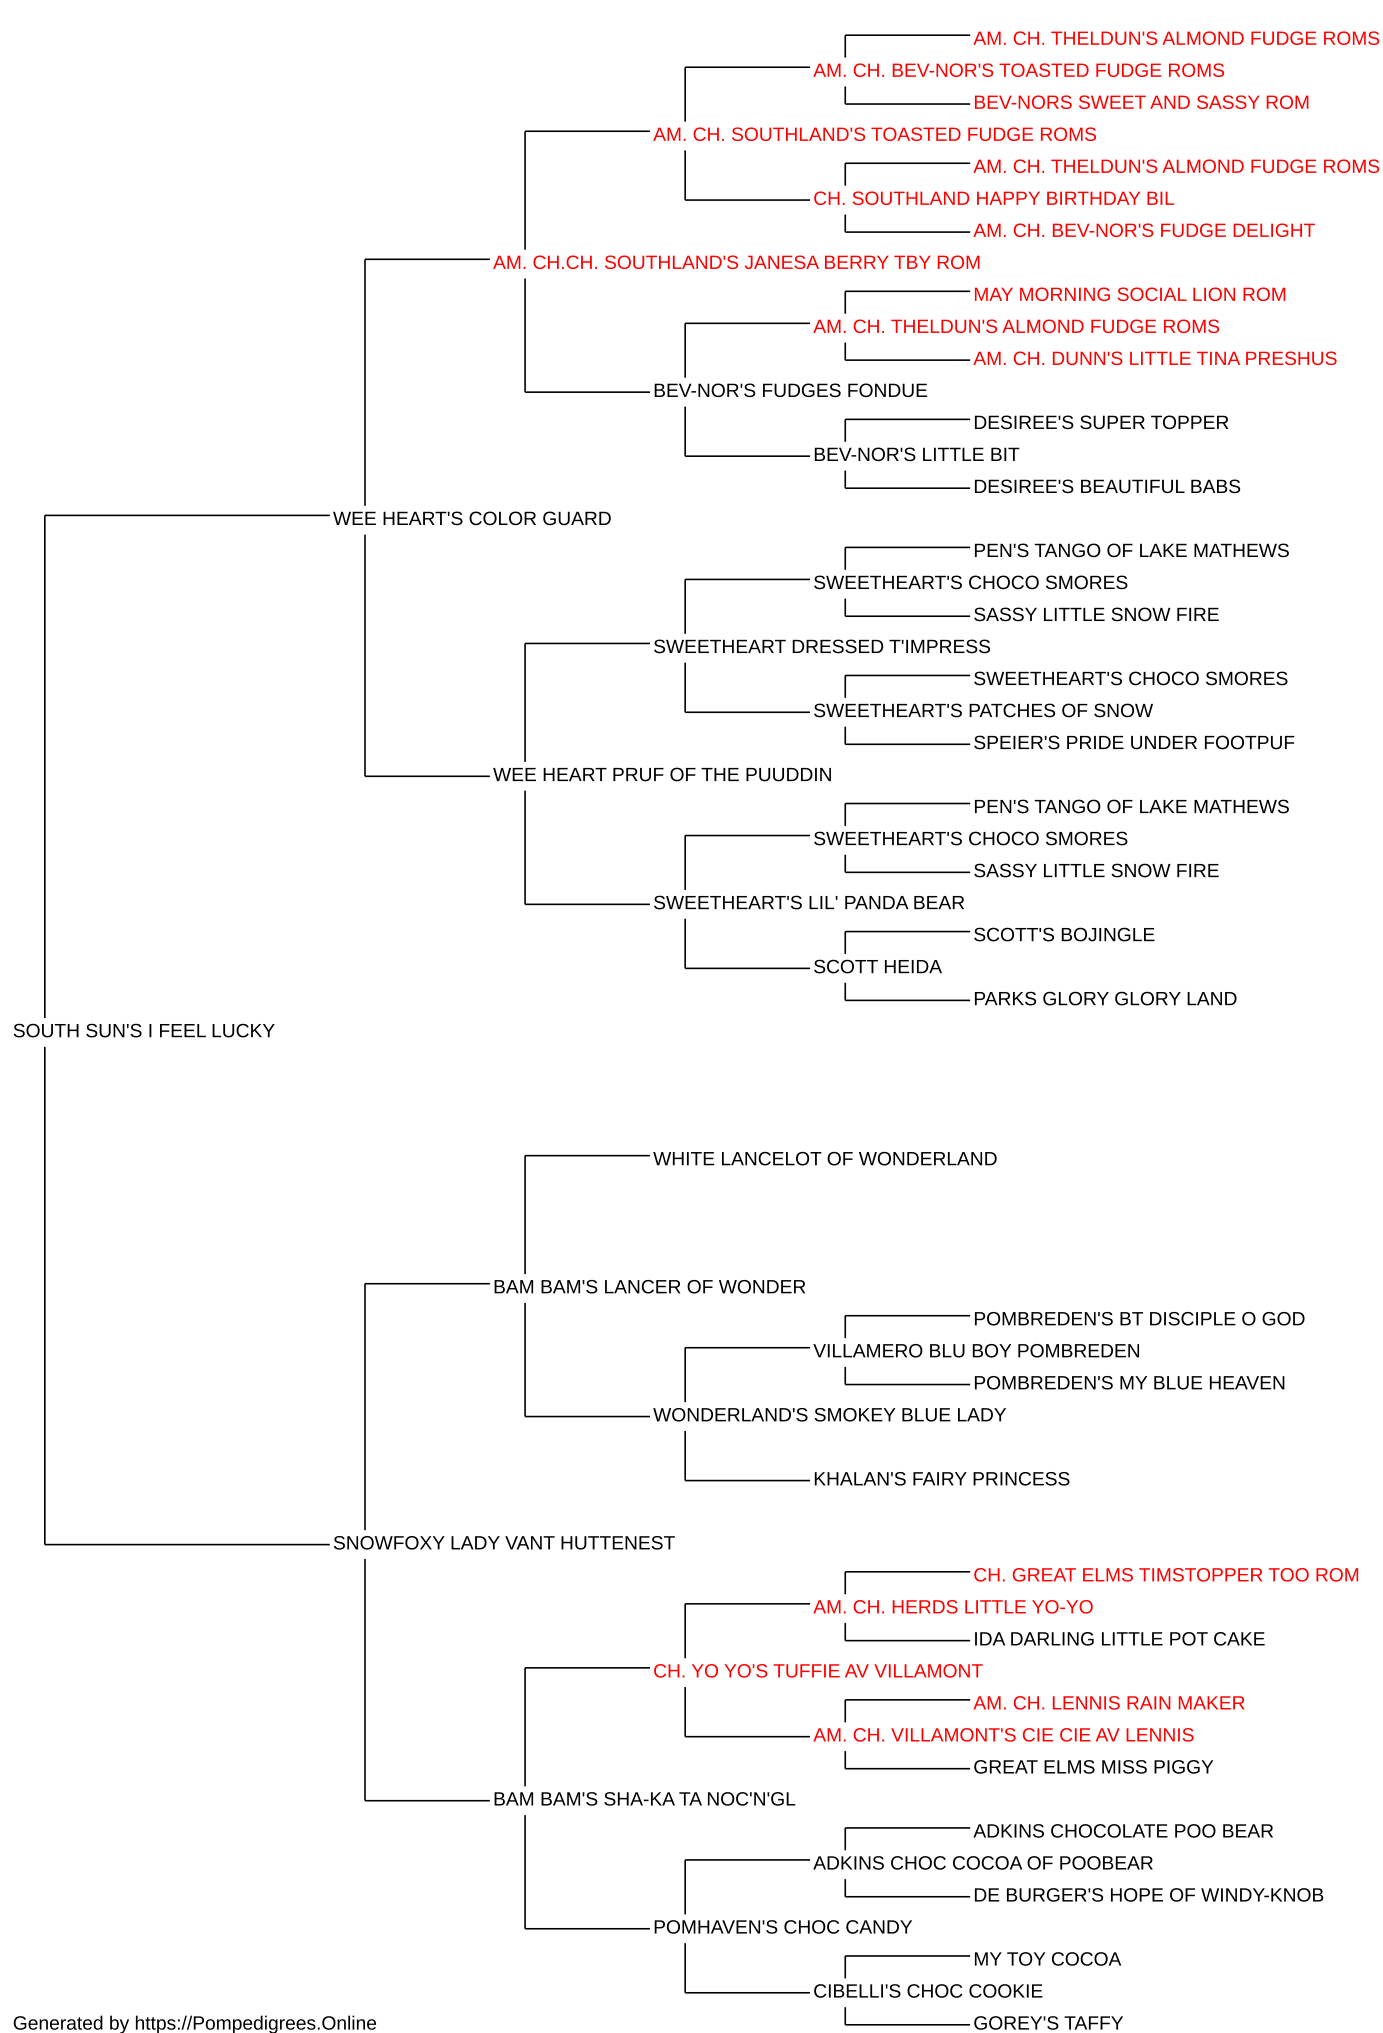 AM. CH. THELDUN'S ALMOND FUDGE ROMS
AM. CH. BEV-NOR'S TOASTED FUDGE ROMS
BEV-NORS SWEET AND SASSY ROM
AM. CH. SOUTHLAND'S TOASTED FUDGE ROMS
AM. CH. THELDUN'S ALMOND FUDGE ROMS
CH. SOUTHLAND HAPPY BIRTHDAY BIL
AM. CH. BEV-NOR'S FUDGE DELIGHT
AM. CH.CH. SOUTHLAND'S JANESA BERRY TBY ROM
MAY MORNING SOCIAL LION ROM
AM. CH. THELDUN'S ALMOND FUDGE ROMS
AM. CH. DUNN'S LITTLE TINA PRESHUS
BEV-NOR'S FUDGES FONDUE
DESIREE'S SUPER TOPPER
BEV-NOR'S LITTLE BIT
DESIREE'S BEAUTIFUL BABS
WEE HEART'S COLOR GUARD
PEN'S TANGO OF LAKE MATHEWS
SWEETHEART'S CHOCO SMORES
SASSY LITTLE SNOW FIRE
SWEETHEART DRESSED T'IMPRESS
SWEETHEART'S CHOCO SMORES
SWEETHEART'S PATCHES OF SNOW
SPEIER'S PRIDE UNDER FOOTPUF
WEE HEART PRUF OF THE PUUDDIN
PEN'S TANGO OF LAKE MATHEWS
SWEETHEART'S CHOCO SMORES
SASSY LITTLE SNOW FIRE
SWEETHEART'S LIL' PANDA BEAR
SCOTT'S BOJINGLE
SCOTT HEIDA
PARKS GLORY GLORY LAND
SOUTH SUN'S I FEEL LUCKY
WHITE LANCELOT OF WONDERLAND
BAM BAM'S LANCER OF WONDER
POMBREDEN'S BT DISCIPLE O GOD
VILLAMERO BLU BOY POMBREDEN
POMBREDEN'S MY BLUE HEAVEN
WONDERLAND'S SMOKEY BLUE LADY
KHALAN'S FAIRY PRINCESS
SNOWFOXY LADY VANT HUTTENEST
CH. GREAT ELMS TIMSTOPPER TOO ROM
AM. CH. HERDS LITTLE YO-YO
IDA DARLING LITTLE POT CAKE
CH. YO YO'S TUFFIE AV VILLAMONT
AM. CH. LENNIS RAIN MAKER
AM. CH. VILLAMONT'S CIE CIE AV LENNIS
GREAT ELMS MISS PIGGY
BAM BAM'S SHA-KA TA NOC'N'GL
ADKINS CHOCOLATE POO BEAR
ADKINS CHOC COCOA OF POOBEAR
DE BURGER'S HOPE OF WINDY-KNOB
POMHAVEN'S CHOC CANDY
MY TOY COCOA
CIBELLI'S CHOC COOKIE
GOREY'S TAFFY
Generated by https://Pompedigrees.Online